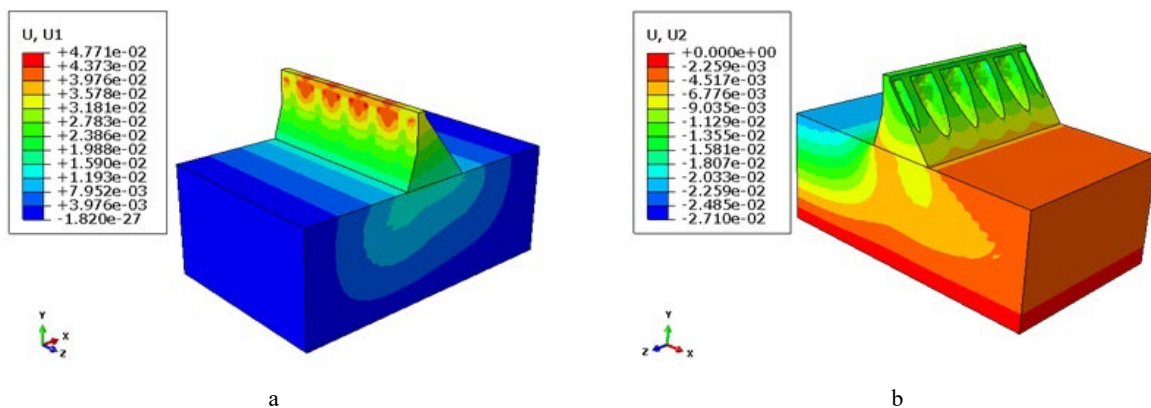 U, U1
+4.771e-02
+4.373e-02
+3.976e-02
+3.578e-02
+3.181e-02
+2.783e-02
+2.386e-02
+1.988e-02
+1.590e-02
+1.193e-02
+7.952e-03
+3.976e-03
-1.820e-27
Y
X
Z
a
U, U2
+0.000e+00
-2.259e-03
-4.517e-03
-6.776e-03
-9.035e-03
-1.129e-02
-1.355e-02
-1.581e-02
-1.807e-02
-2.033e-02
-2.259e-02
-2.485e-02
-2.710e-02
Y
Z
X
b